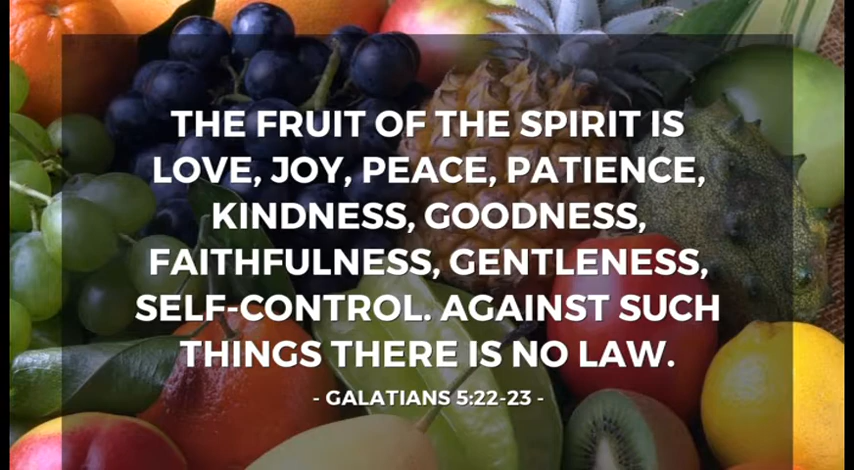 THE FRUIT OF THE SPIRIT IS
LOVE, JOY, PEACE, PATIENCE,
KINDNESS, GOODNESS,
FAITHFULNESS, GENTLENESS,
SELF-CONTROL. AGAINST SUCH
THINGS THERE IS NO LAW.
- GALATIANS 5:22-23 -